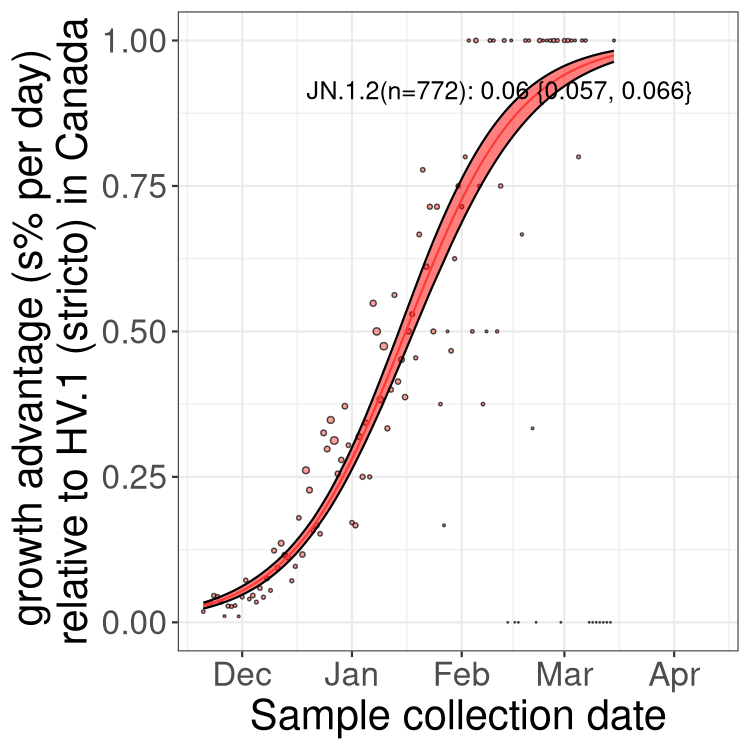 growth advantage (s% per day)
relative to HV.1 (stricto) in Canada
1.00
0.75
0.50
0.25
0.00
JN.1.2(n=772): 0.06 {0.057, 0.066}
Dec Jan Feb Mar Apr
Sample collection date